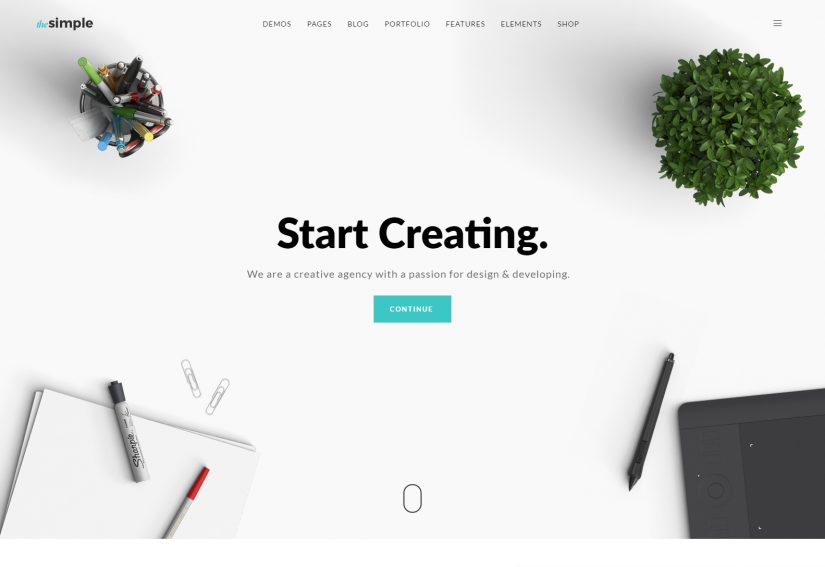 thesimple
DEMOS PAGES BLOG PORTFOLIO FEATURES ELEMENTS SHOP
Start Creating.
We are a creative agency with a passion for design & developing.
CONTINUE
Sharpie